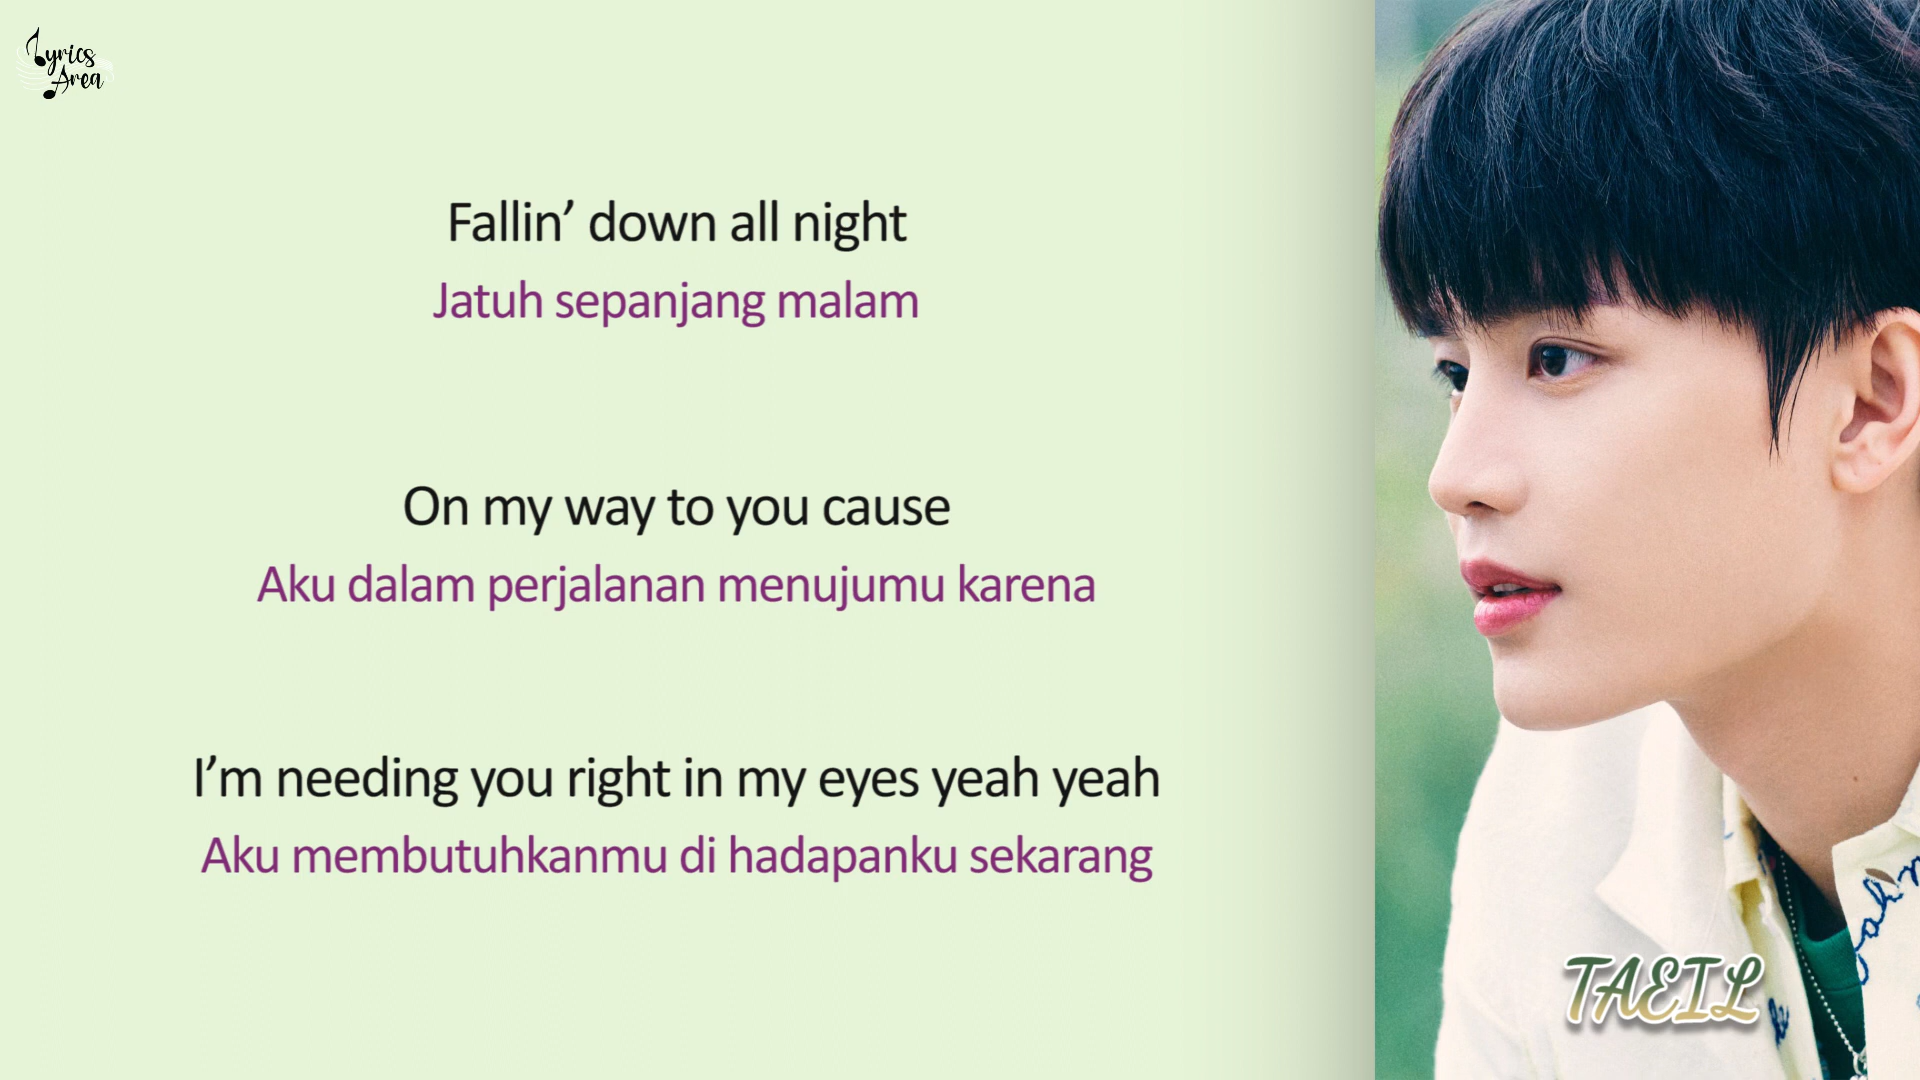 Lyrics
Area
Fallin’ down all night
Jatuh sepanjang malam
On my way to you cause
Aku dalam perjalanan menujumu karena
I’m needing you right in my eyes yeah yeah
Aku membutuhkanmu di hadapanku sekarang
TAEIL